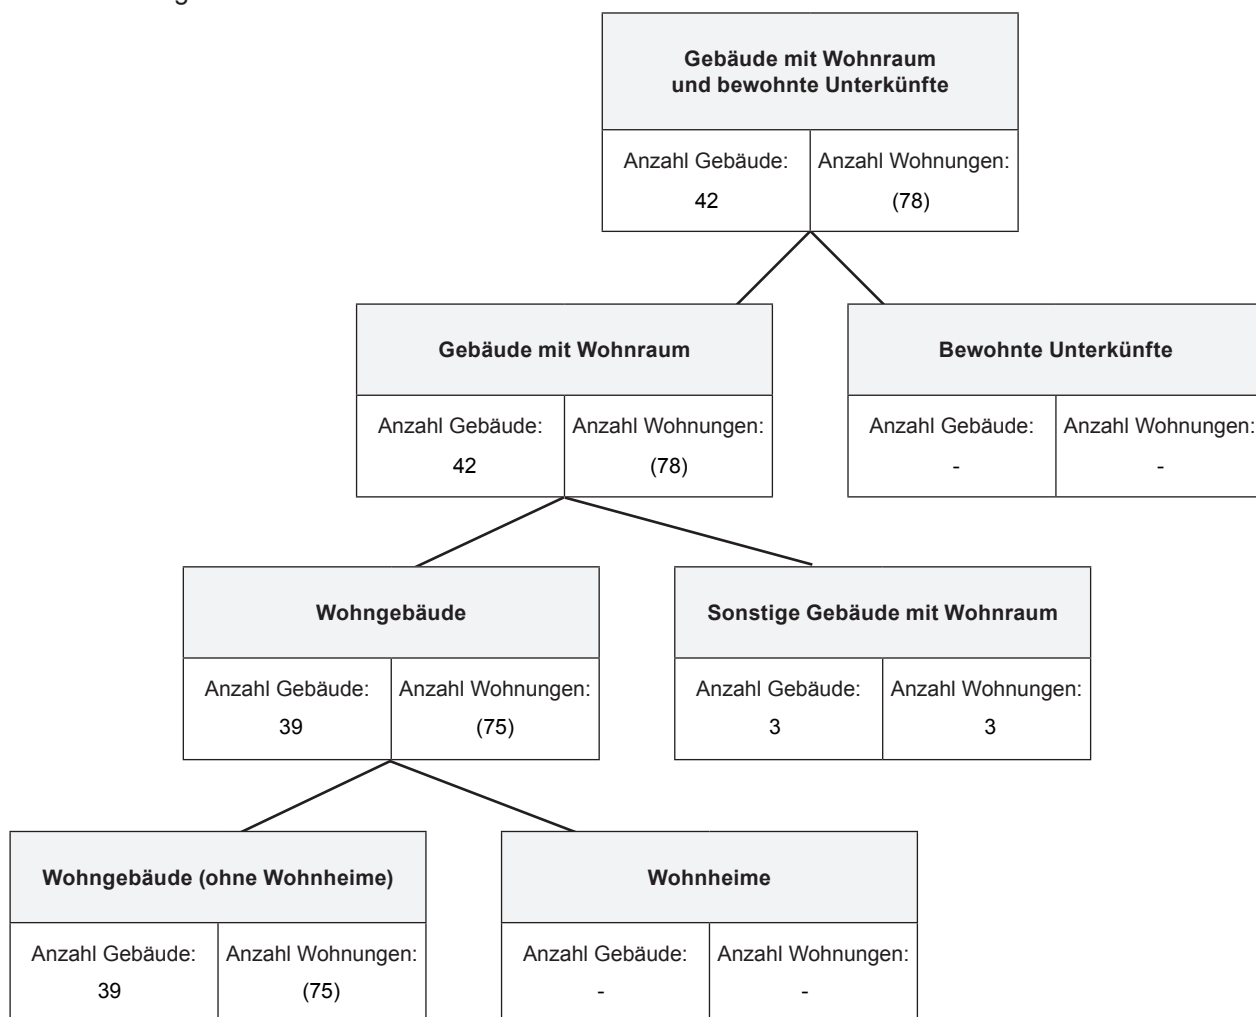 Gebäude mit Wohnraum
und bewohnte Unterkünfte
Anzahl Gebäude: Anzahl Wohnungen:
42 (78)
Gebäude mit Wohnraum
Anzahl Gebäude: Anzahl Wohnungen:
42 (78)
Bewohnte Unterkünfte
Anzahl Gebäude: Anzahl Wohnungen:
- -
Wohngebäude
Anzahl Gebäude: Anzahl Wohnungen:
39 (75)
Sonstige Gebäude mit Wohnraum
Anzahl Gebäude: Anzahl Wohnungen:
3 3
Wohngebäude (ohne Wohnheime)
Anzahl Gebäude: Anzahl Wohnungen:
39 (75)
Wohnheime
Anzahl Gebäude: Anzahl Wohnungen:
- -